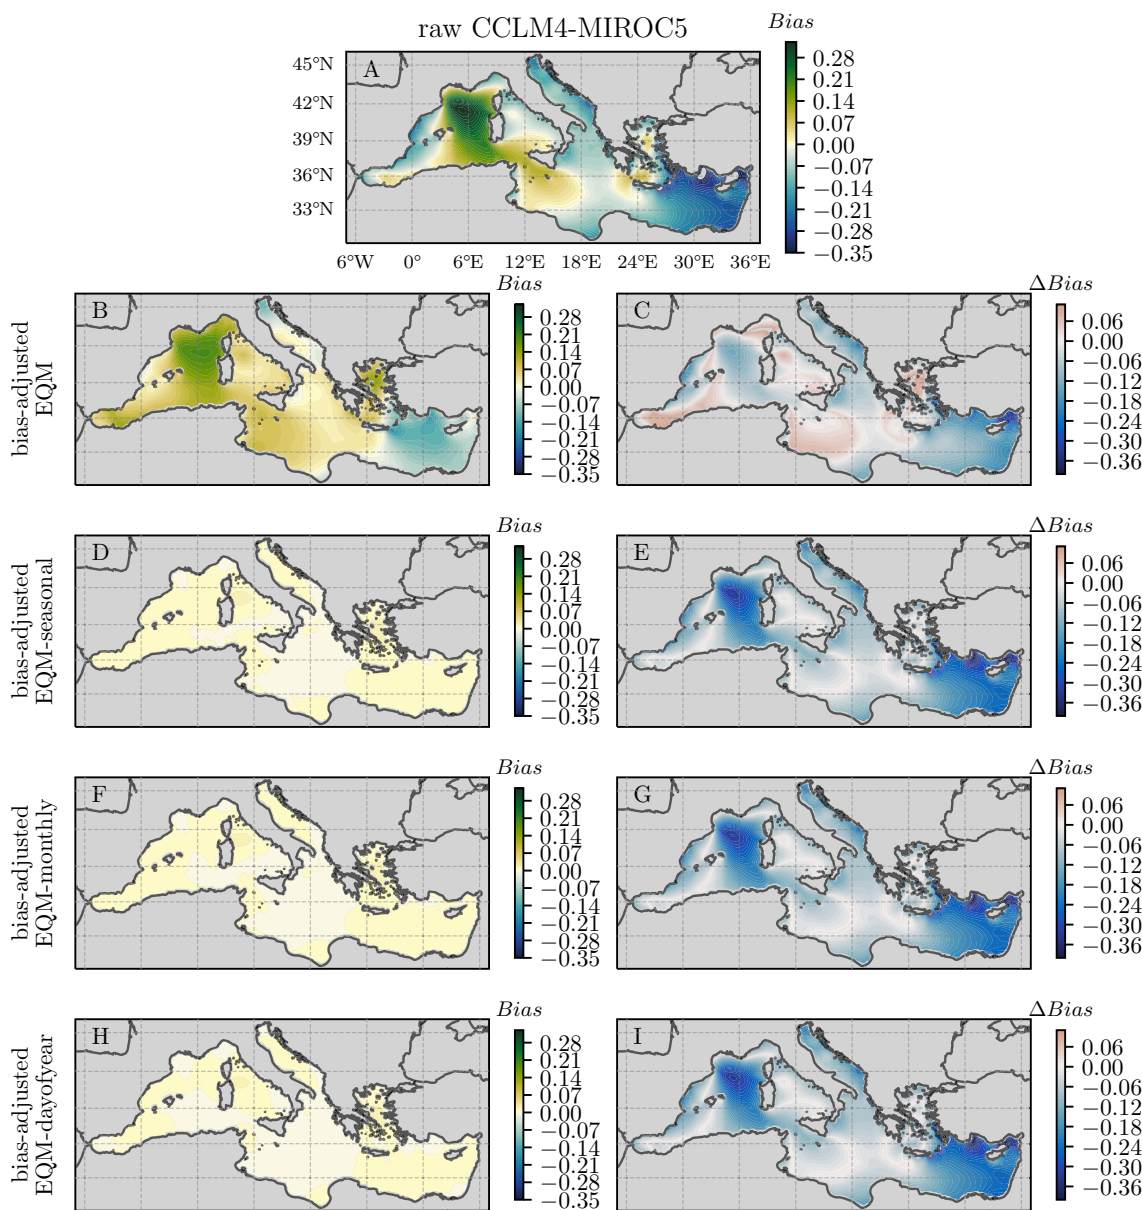 raw CCLM4-MIROC5
Bias
A
45°N
42°N
39°N
36°N
33°N
6°W 0° 6°E 12°E 18°E 24°E 30°E 36°E
0.28
0.21
0.14
0.07
0.00
−0.07
−0.14
−0.21
−0.28
−0.35
bias-adjusted
EQM
B
Bias
0.28
0.21
0.14
0.07
0.00
−0.07
−0.14
−0.21
−0.28
−0.35
C
ΔBias
0.06
0.00
−0.06
−0.12
−0.18
−0.24
−0.30
−0.36
bias-adjusted
EQM-seasonal
D
Bias
0.28
0.21
0.14
0.07
0.00
−0.07
−0.14
−0.21
−0.28
−0.35
E
ΔBias
0.06
0.00
−0.06
−0.12
−0.18
−0.24
−0.30
−0.36
bias-adjusted
EQM-monthly
F
Bias
0.28
0.21
0.14
0.07
0.00
−0.07
−0.14
−0.21
−0.28
−0.35
G
ΔBias
0.06
0.00
−0.06
−0.12
−0.18
−0.24
−0.30
−0.36
bias-adjusted
EQM-dayofyear
H
Bias
0.28
0.21
0.14
0.07
0.00
−0.07
−0.14
−0.21
−0.28
−0.35
I
ΔBias
0.06
0.00
−0.06
−0.12
−0.18
−0.24
−0.30
−0.36